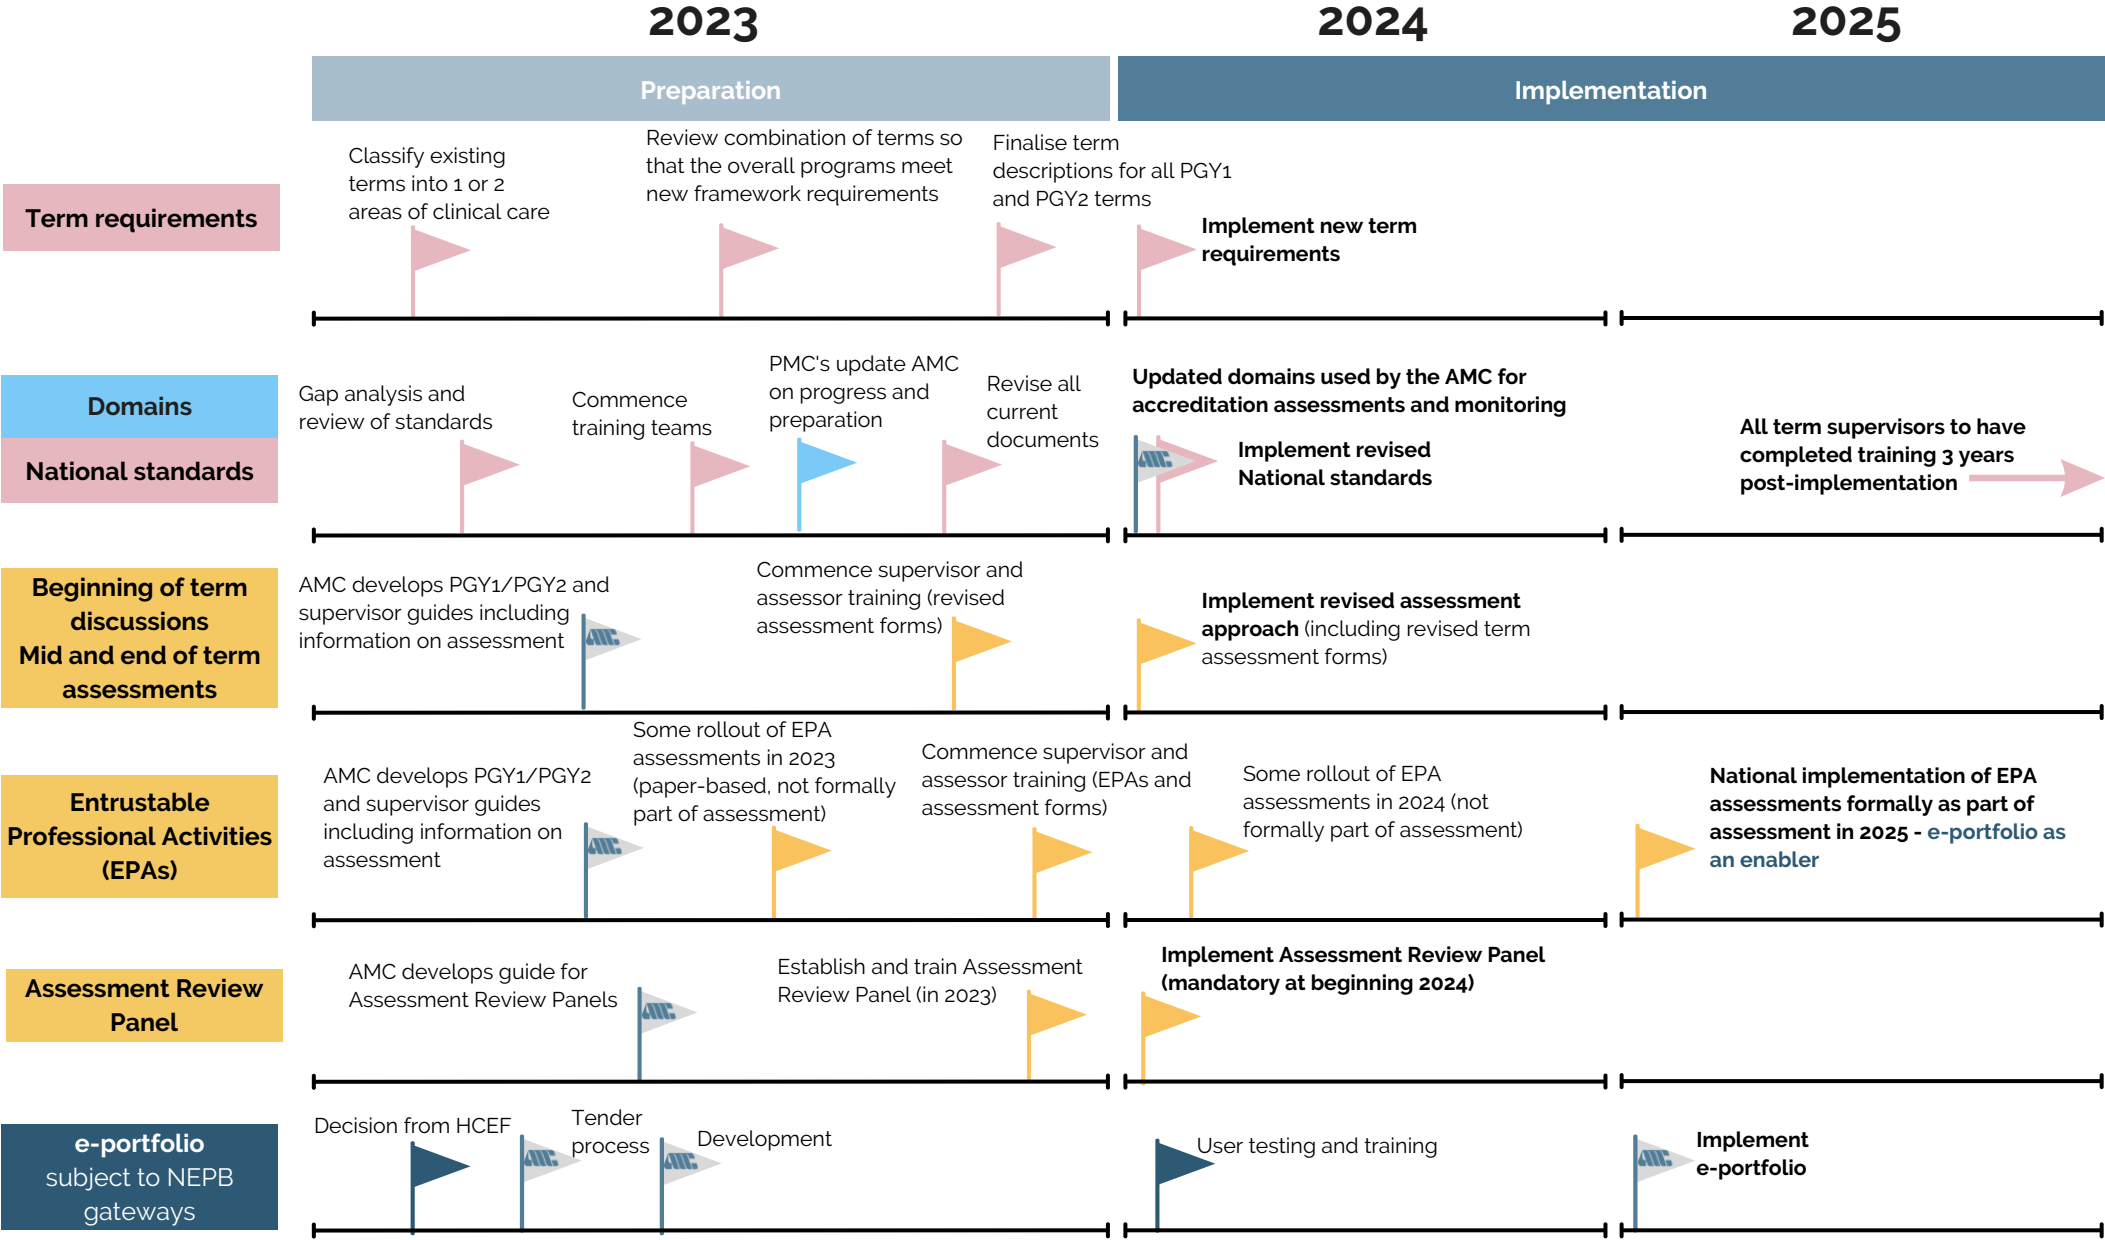 2023
2024
2025
Preparation
Implementation
Term requirements
Classify existing
terms into 1 or 2
areas of clinical care
Review combination of terms so
that the overall programs meet
new framework requirements
Finalise term
descriptions for all PGY1
and PGY2 terms
Implement new term
requirements
Domains
National standards
Gap analysis and
review of standards
Commence
training teams
PMC's update AMC
on progress and
preparation
Revise all
current
documents
Updated domains used by the AMC for
accreditation assessments and monitoring
AMC
Implement revised
National standards
All term supervisors to have
completed training 3 years
post-implementation
Beginning of term
discussions
Mid and end of term
assessments
AMC develops PGY1/PGY2 and
supervisor guides including
information on assessment
AMC
Commence supervisor and
assessor training (revised
assessment forms)
Implement revised assessment
approach (including revised term
assessment forms)
Entrustable
Professional Activities
(EPAs)
AMC develops PGY1/PGY2
and supervisor guides
including information on
assessment
AMC
Some rollout of EPA
assessments in 2023
(paper-based, not formally
part of assessment)
Commence supervisor and
assessor training (EPAs and
assessment forms)
Some rollout of EPA
assessments in 2024 (not
formally part of assessment)
National implementation of EPA
assessments formally as part of
assessment in 2025 - e-portfolio as
an enabler
Assessment Review
Panel
AMC develops guide for
Assessment Review Panels
AMC
Establish and train Assessment
Review Panel (in 2023)
Implement Assessment Review Panel
(mandatory at beginning 2024)
e-portfolio
subject to NEPB
gateways
Decision from HCEF
AMC
Tender
process
AMC
Development
User testing and training
AMC
Implement
e-portfolio